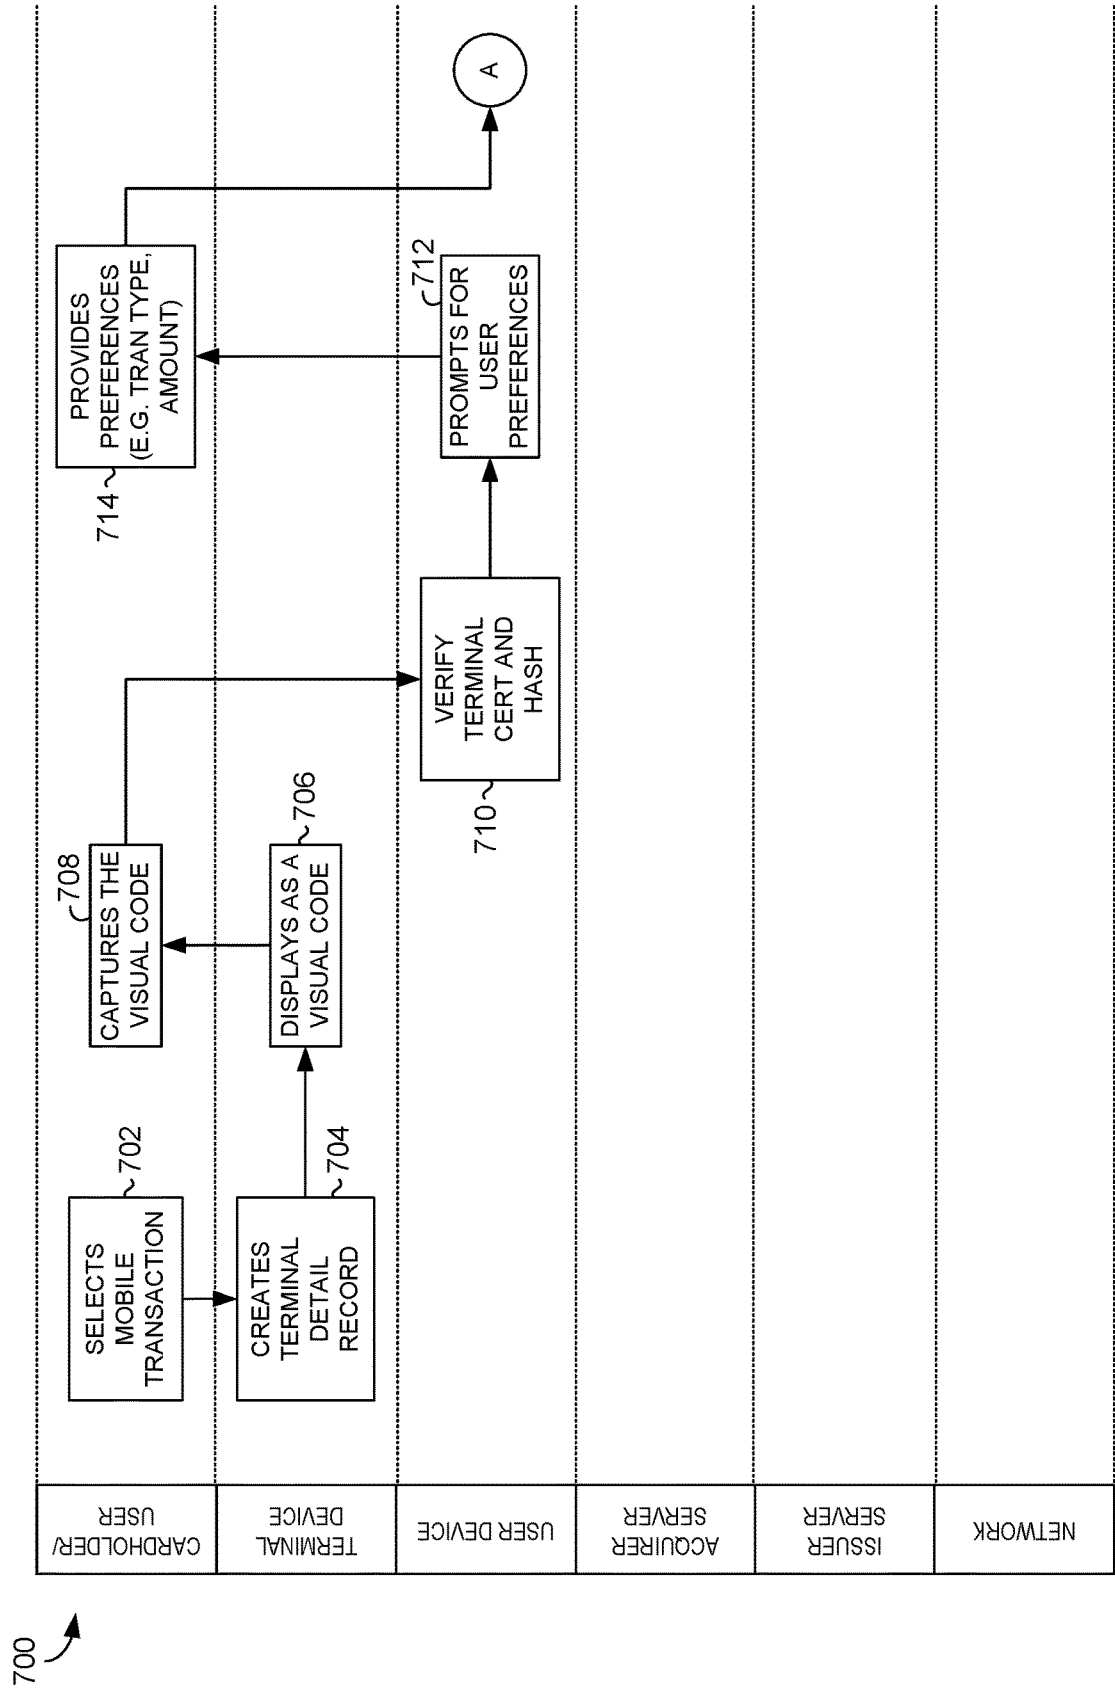 700
CARDHOLDER/
USER
TERMINAL
DEVICE
USER DEVICE
ACQUIRER
SERVER
ISSUER
SERVER
NETWORK
SELECTS
MOBILE
TRANSACTION
702
CREATES
TERMINAL
DETAIL
RECORD
704
DISPLAYS AS A
VISUAL CODE
706
CAPTURES THE
VISUAL CODE
708
VERIFY
TERMINAL
CERT AND
HASH
710
PROMPTS FOR
USER
PREFERENCES
712
PROVIDES
PREFERENCES
(E.G. TRAN TYPE,
AMOUNT)
714
A